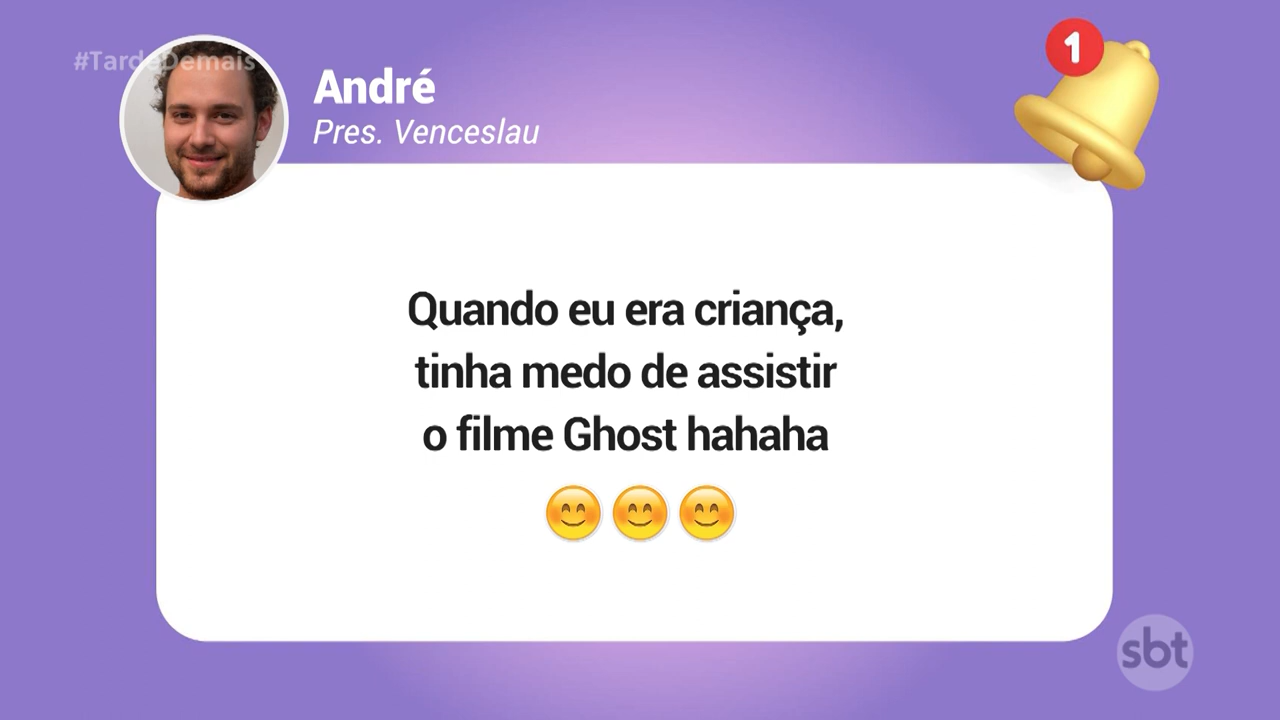 #TardeDemais
1
André
Pres. Venceslau
Quando eu era criança,
tinha medo de assistir
o filme Ghost hahaha
😊😊😊
sbt